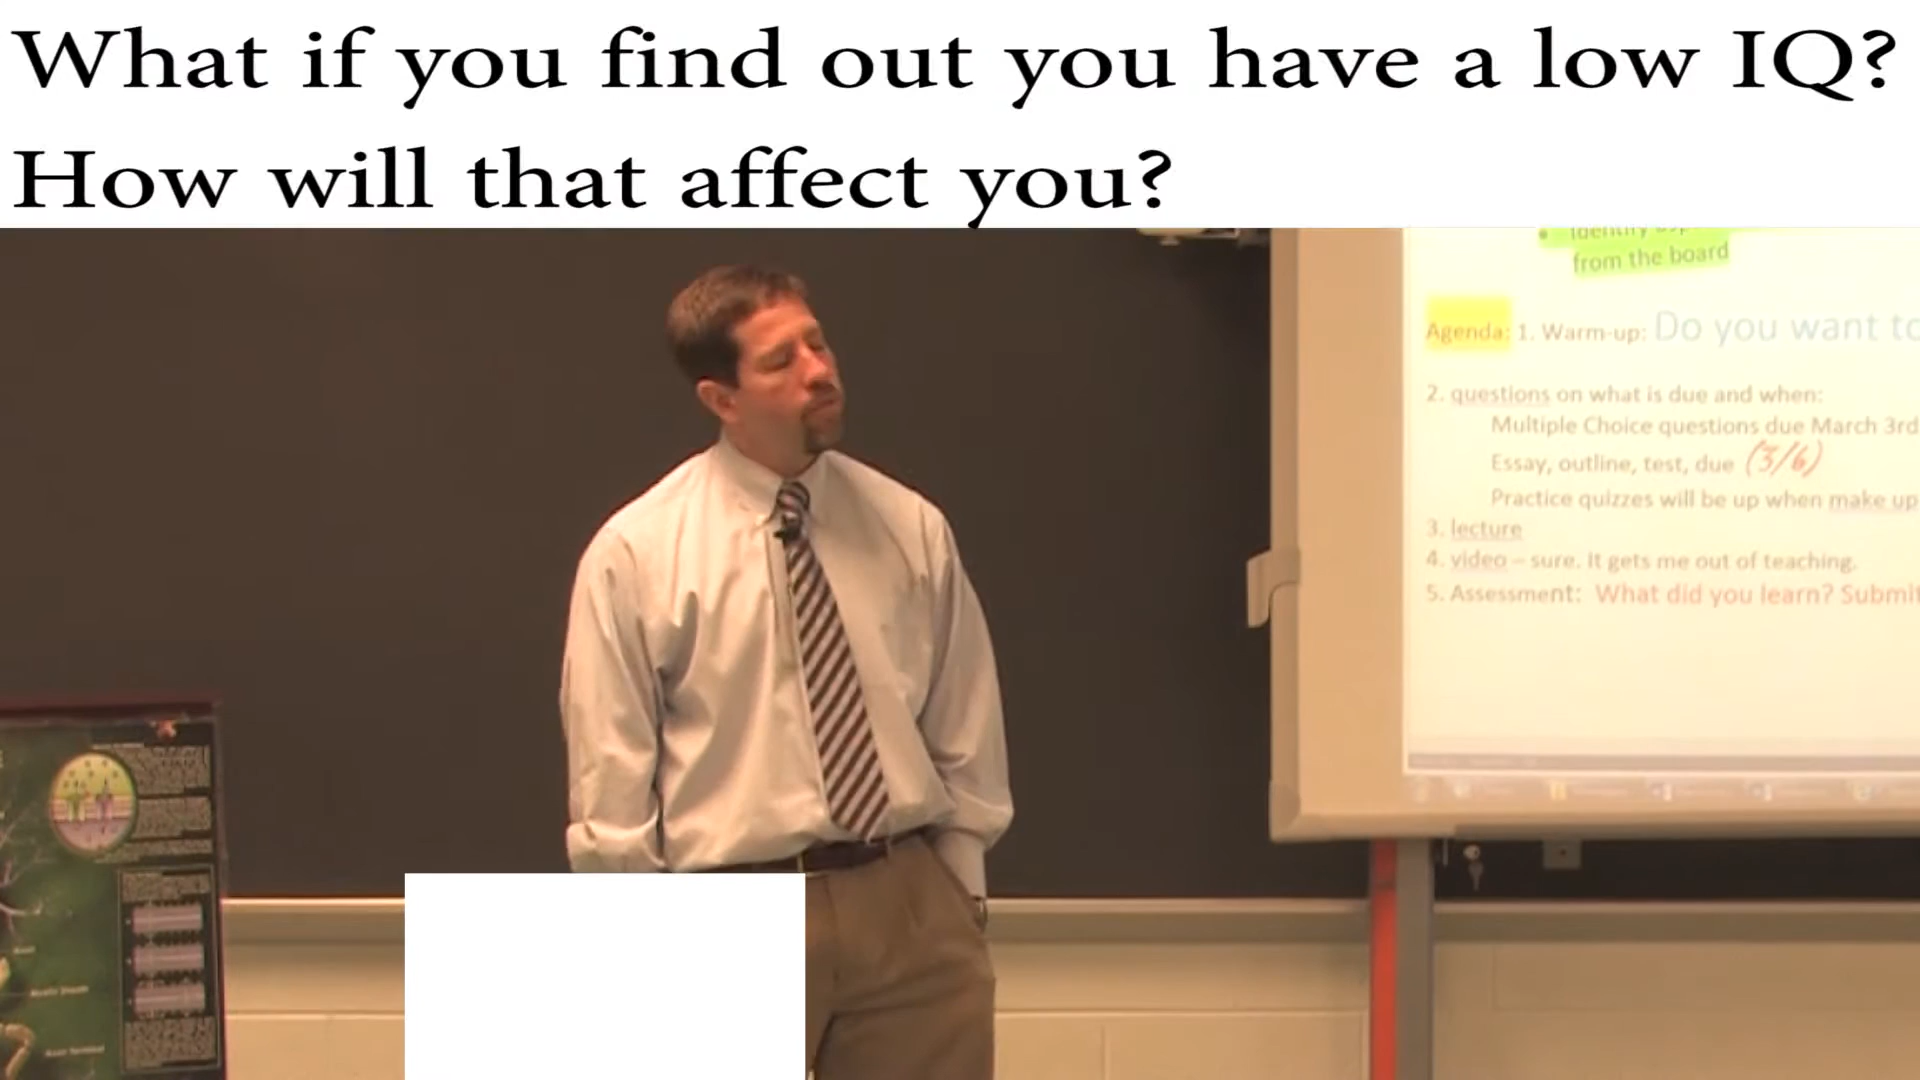 What if you find out you have a low IQ?
How will that affect you?
from the board
Agenda: 1. Warm-up: Do you want to
2. questions on what is due and when:
Multiple Choice questions due March 3rd
Essay, outline, test, due (3/6)
Practice quizzes will be up when make up
3. lecture
4. video – sure. It gets me out of teaching.
5. Assessment: What did you learn? Submit